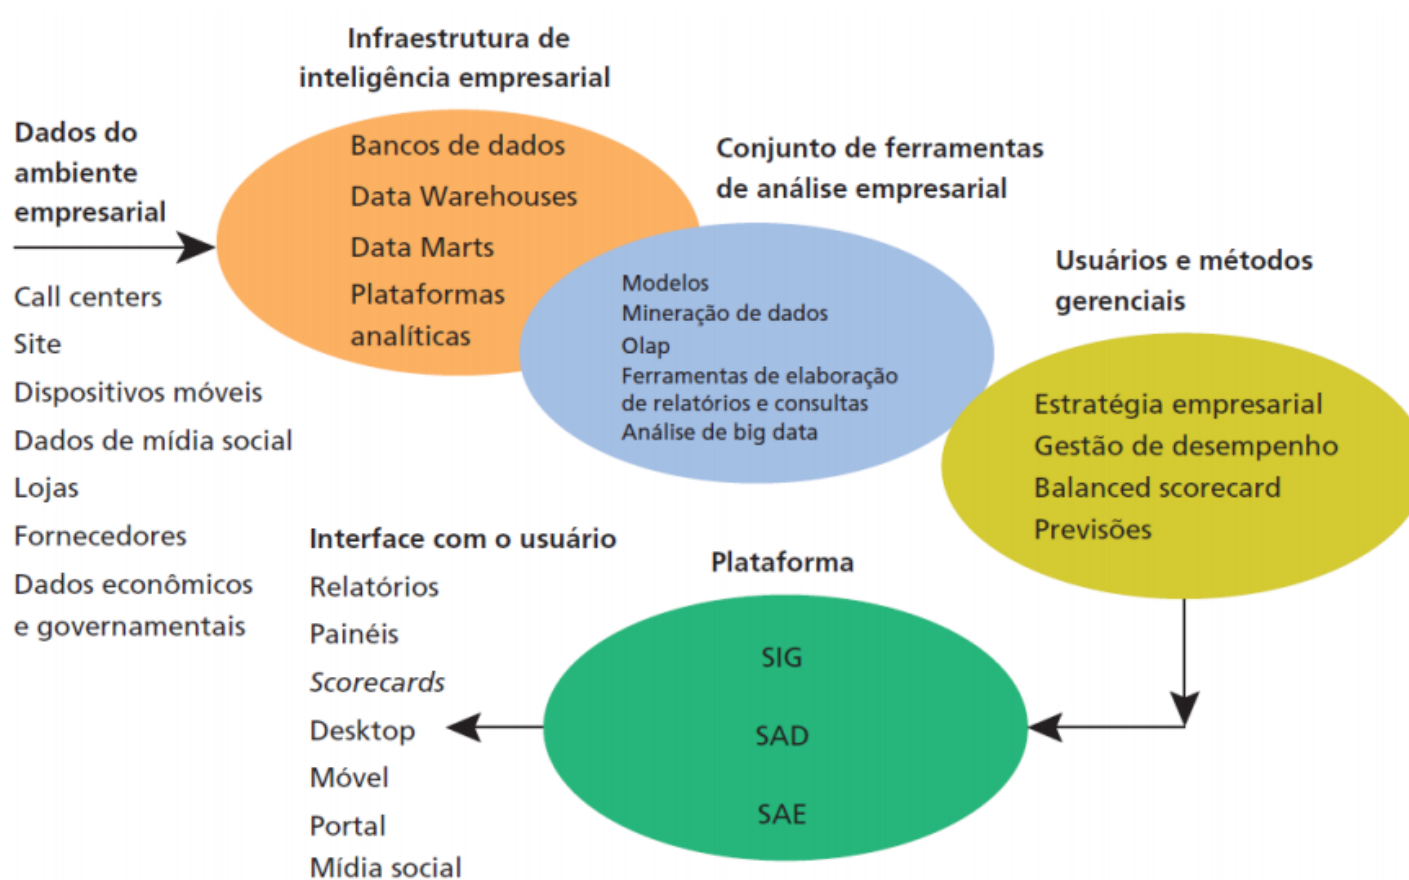 Infraestrutura de
inteligência empresarial
Dados do
ambiente
empresarial
Bancos de dados
Data Warehouses
Data Marts
Plataformas
analíticas
Conjunto de ferramentas
de análise empresarial
Modelos
Mineração de dados
Olap
Ferramentas de elaboração
de relatórios e consultas
Análise de big data
Usuários e métodos
gerenciais
Estratégia empresarial
Gestão de desempenho
Balanced scorecard
Previsões
Call centers
Site
Dispositivos móveis
Dados de mídia social
Lojas
Fornecedores
Dados econômicos
e governamentais
Interface com o usuário
Relatórios
Painéis
Scorecards
Desktop
Móvel
Portal
Mídia social
Plataforma
SIG
SAD
SAE